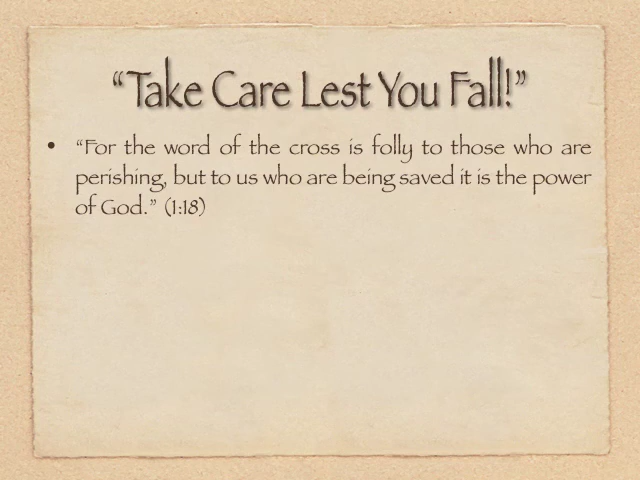 “Take Care Lest You Fall!”
• “For the word of the cross is folly to those who are
perishing, but to us who are being saved it is the power
of God.” (1:18)